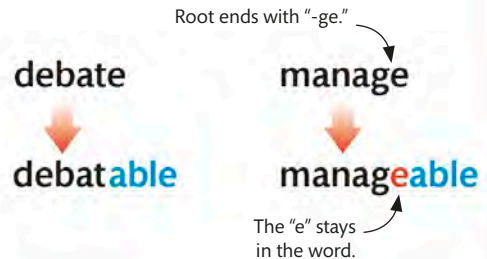 Root ends with “-ge.”
debate
manage
debatable
manageable
The “e” stays
in the word.